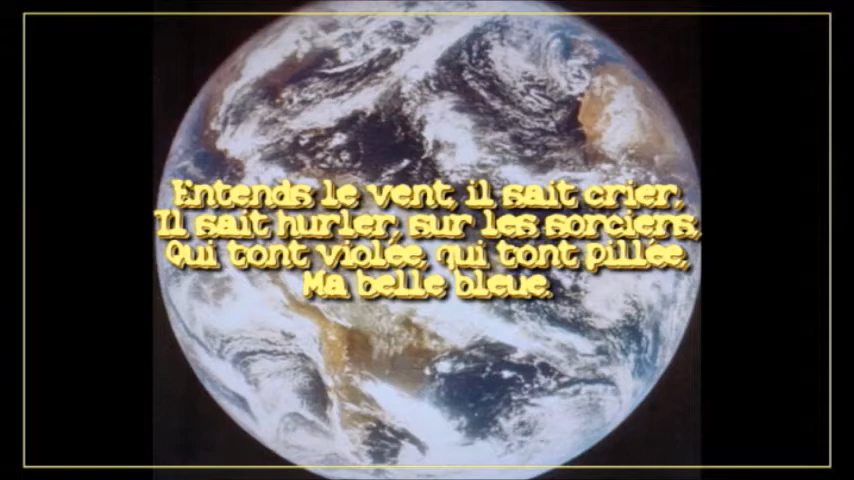 Entends le vent, il sait crier,
Il sait hurler, sur les sorciers,
Qui tont violée, qui tont pillée,
Ma belle bleue.